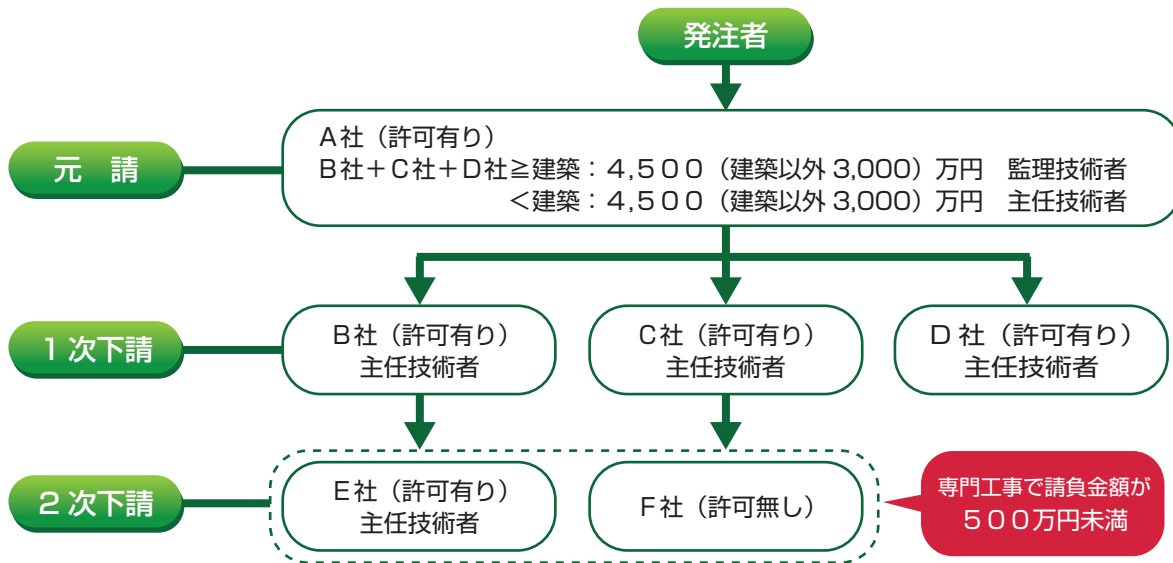 発注者
元 請
A社（許可有り）
B社＋C社＋D社≧建築：4,500（建築以外 3,000）万円 監理技術者
＜建築：4,500（建築以外 3,000）万円 主任技術者
1 次下請
B社（許可有り）
主任技術者
C社（許可有り）
主任技術者
D 社（許可有り）
主任技術者
2 次下請
E社（許可有り）
主任技術者
F社（許可無し）
専門工事で請負金額が
500万円未満